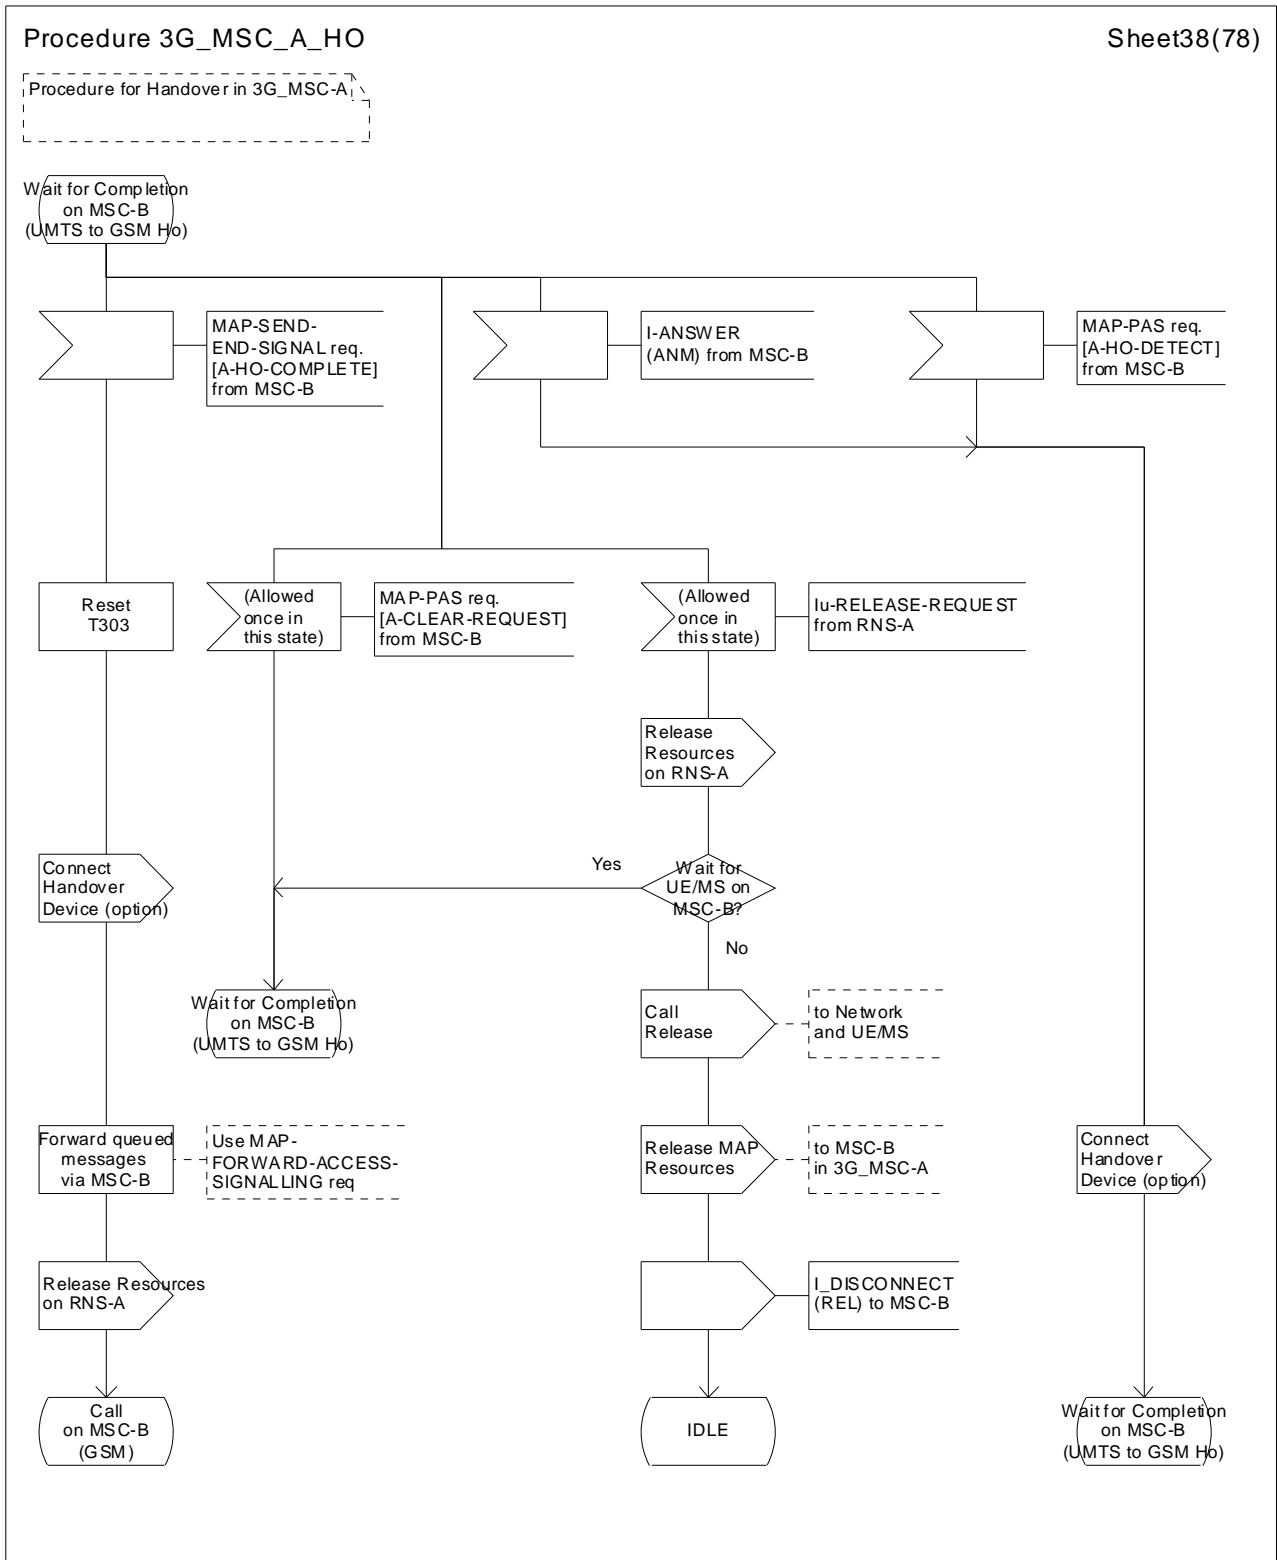 Procedure 3G_MSC_A_HO
Sheet38(78)
Procedure for Handover in 3G_MSC-A
Wait for Completion
on MSC-B
(UMTS to GSM Ho)
MAP-SEND-
END-SIGNAL req.
[A-HO-COMPLETE]
from MSC-B
I-ANSWER
(ANM) from MSC-B
MAP-PAS req.
[A-HO-DETECT]
from MSC-B
Reset
T303
(Allowed
once in
this state)
MAP-PAS req.
[A-CLEAR-REQUEST]
from MSC-B
(Allowed
once in
this state)
Iu-RELEASE-REQUEST
from RNS-A
Release
Resources
on RNS-A
Connect
Handover
Device (option)
Yes
Wait for
UE/MS on
MSC-B?
No
Wait for Completion
on MSC-B
(UMTS to GSM Ho)
Call
Release
to Network
and UE/MS
Forward queued
messages
via MSC-B
Use MAP-
FORWARD-ACCESS-
SIGNALLING req
Release MAP
Resources
to MSC-B
in 3G_MSC-A
Connect
Handover
Device (option)
Release Resources
on RNS-A
I_DISCONNECT
(REL) to MSC-B
Call
on MSC-B
(GSM)
IDLE
Wait for Completion
on MSC-B
(UMTS to GSM Ho)